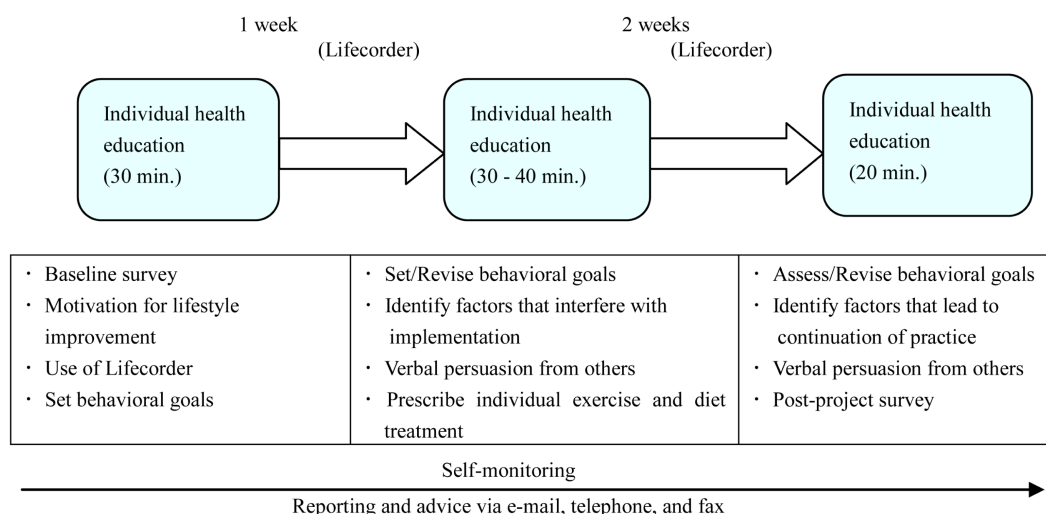 1 week
(Lifecorder)
2 weeks
(Lifecorder)
Individual health
education
(30 min.)
Individual health
education
(30 - 40 min.)
Individual health
education
(20 min.)
・ Baseline survey
・ Motivation for lifestyle
improvement
・ Use of Lifecorder
・ Set behavioral goals
・ Set/Revise behavioral goals
・ Identify factors that interfere with
implementation
・ Verbal persuasion from others
・ Prescribe individual exercise and diet
treatment
・ Assess/Revise behavioral goals
・ Identify factors that lead to
continuation of practice
・ Verbal persuasion from others
・ Post-project survey
Self-monitoring
Reporting and advice via e-mail, telephone, and fax